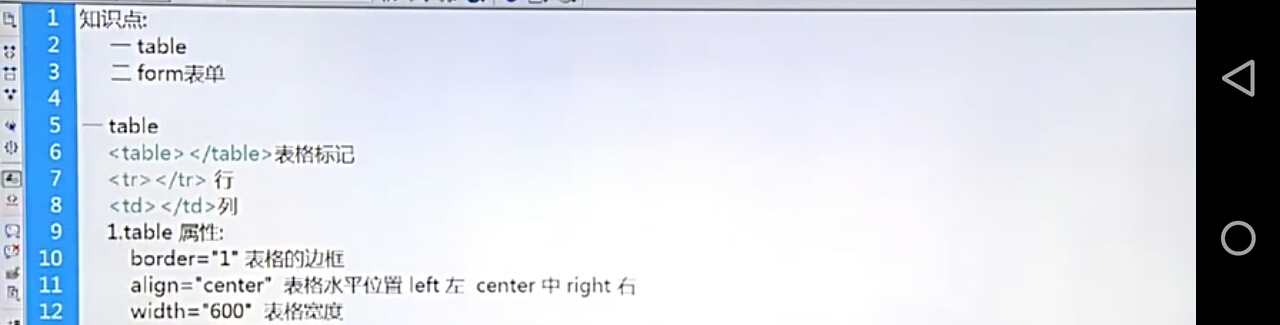 1 知识点:
2 一 table
3 二 form表单
4
5 一 table
6 <table></table>表格标记
7 <tr></tr> 行
8 <td></td>列
9 1.table 属性:
10 border="1" 表格的边框
11 align="center" 表格水平位置 left 左 center 中 right 右
12 width="600" 表格宽度